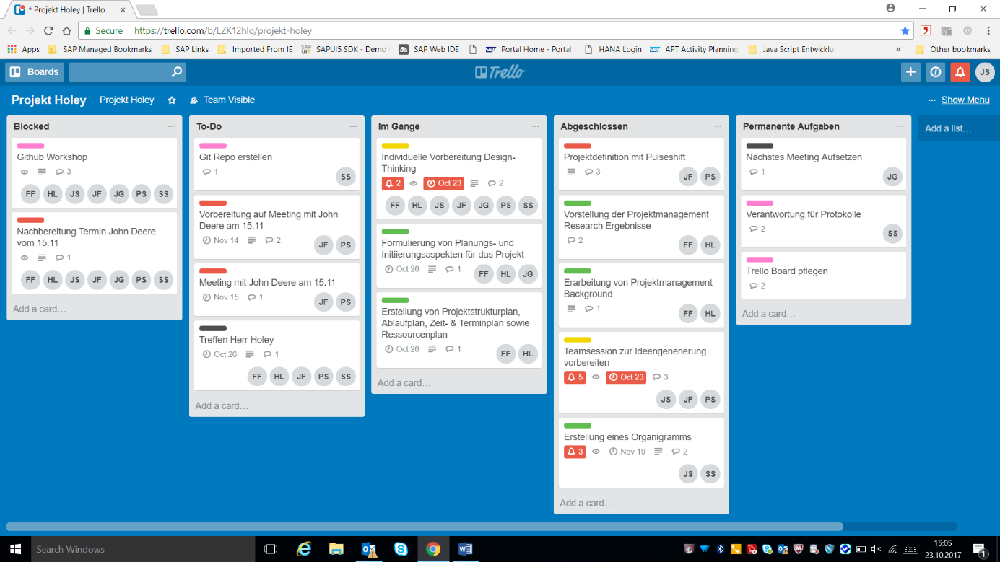 * Projekt Holey | Trello
Secure | https://trello.com/b/LZK12hIq/projekt-holey
Apps SAP Managed Bookmarks SAP Links Imported From IE SAPUI5 SDK - Demo SAP Web IDE Portal Home - Portal HANA Login APT Activity Planning Java Script Entwicklur » Other bookmarks
Boards Trello JS
Projekt Holey Projekt Holey Team Visible ... Show Menu
Blocked
Github Workshop
3
FF HL JS JF JG PS SS
Nachbereitung Termin John Deere
vom 15.11
1
FF HL JS JF JG PS SS
Add a card…
To-Do
Git Repo erstellen
1
SS
Vorbereitung auf Meeting mit John
Deere am 15.11
Nov 14 2
JF PS
Meeting mit John Deere am 15.11
Nov 15 1
JF PS
Treffen Herr Holey
Oct 26 1
FF HL JF PS SS
Add a card…
Im Gange
Individuelle Vorbereitung Design-
Thinking
2 Oct 23 2
FF HL JS JF JG PS SS
Formulierung von Planungs- und
Initiierungsaspekten für das Projekt
Oct 26 1
FF HL JG
Erstellung von Projektstrukturplan,
Ablaufplan, Zeit- & Terminplan sowie
Ressourcenplan
Oct 26 1
FF HL
Add a card…
Abgeschlossen
Projektdefinition mit Pulseshift
3
JF PS
Vorstellung der Projektmanagement
Research Ergebnisse
2
FF HL
Erarbeitung von Projektmanagement
Background
1
FF HL
Teamsession zur Ideengenerierung
vorbereiten
5 Oct 23 3
JS JF PS
Erstellung eines Organigramms
3 Nov 19 2
JS SS
Add a card…
Permanente Aufgaben
Nächstes Meeting Aufsetzen
1
JG
Verantwortung für Protokolle
2
SS
Trello Board pflegen
2
Add a card…
Add a list…
Search Windows
15:05
23.10.2017
1